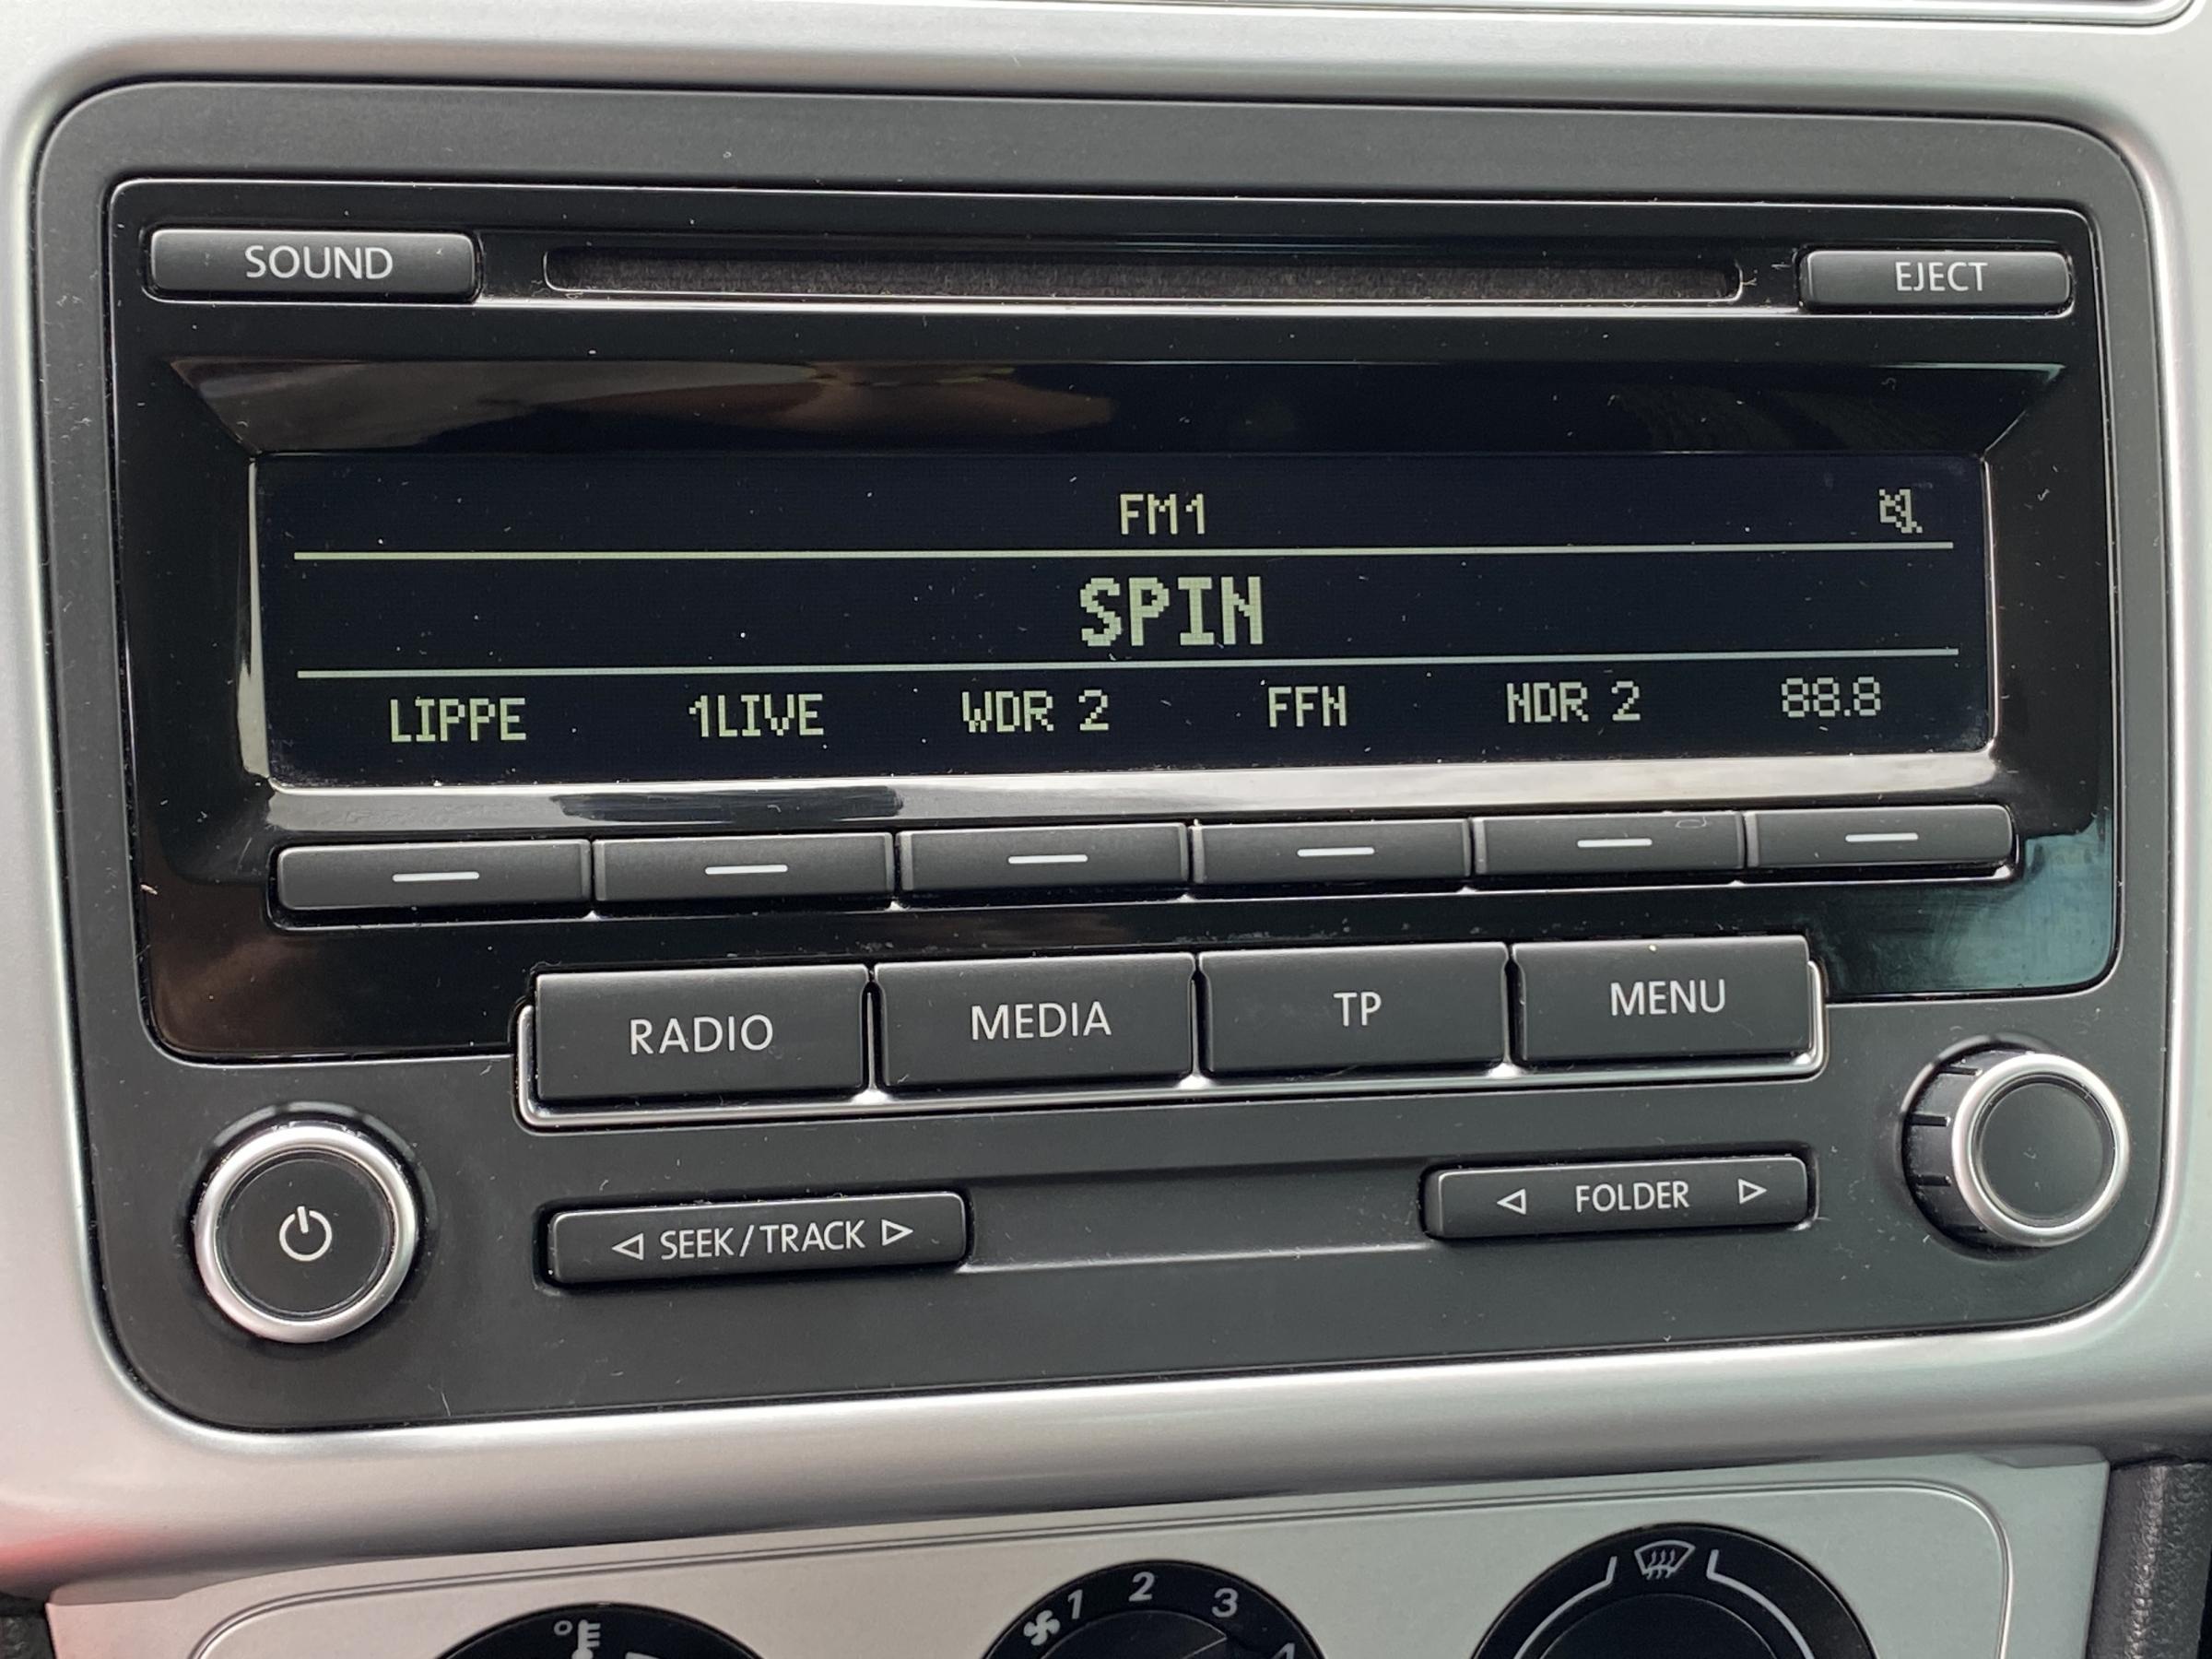 SOUND
EJECT
FM1
SPIN
LIPPE 1LIVE WDR 2 FFN NDR 2 88.8
RADIO MEDIA TP MENU
SEEK/TRACK
FOLDER
1 2 3